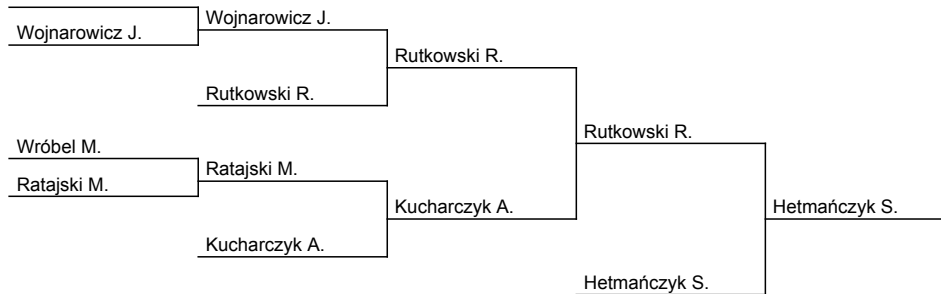 Wojnarowicz J.
Wojnarowicz J.
Rutkowski R.
Rutkowski R.
Wróbel M.
Ratajski M.
Ratajski M.
Kucharczyk A.
Kucharczyk A.
Rutkowski R.
Hetmańczyk S.
Hetmańczyk S.